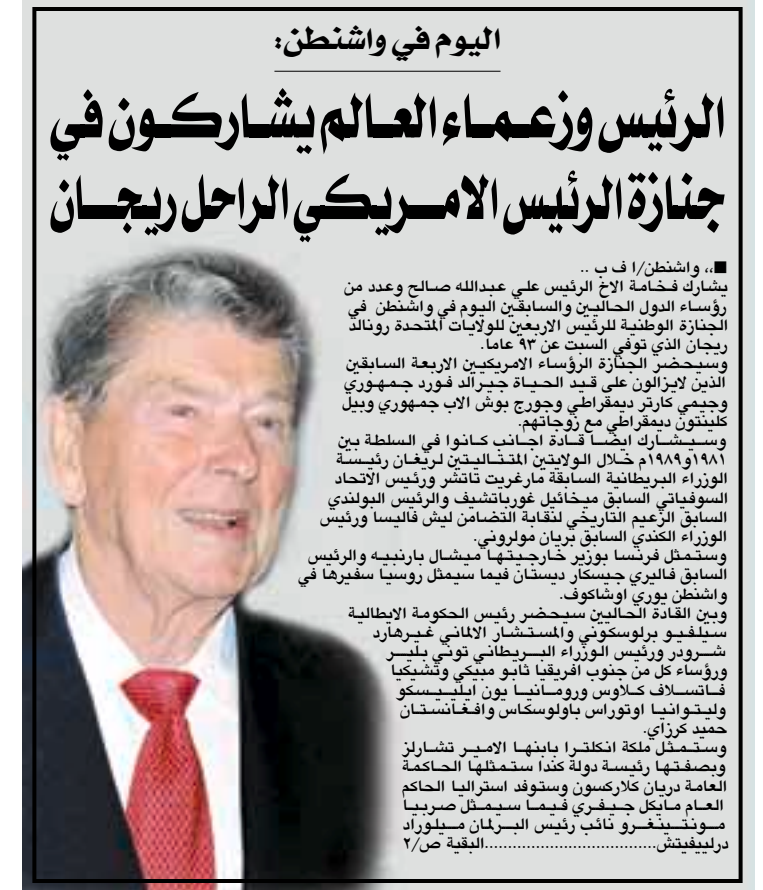 اليوم في واشنطن:
الرئيس وزعماء العالم يشاركون في
جنازة الرئيس الامريكي الراحل ريجان
■،، واشنطن/ا ف ب ..
يشارك فخامة الاخ الرئيس علي عبدالله صالح وعدد من
رؤساء الدول الحاليين والسابقين اليوم في واشنطن في
الجنازة الوطنية للرئيس الاربعين للولايات المتحدة رونالد
ريجان الذي توفي السبت عن ٩٣ عاما.
وسيحضر الجنازة الرؤساء الامريكيين الاربعة السابقين
الذين لايزالون على قيد الحياة جيرالد فورد جمهوري
وجيمي كارتر ديمقراطي وجورج بوش الاب جمهوري وبيل
كلينتون ديمقراطي مع زوجاتهم.
وسيشارك ايضا قادة اجانب كانوا في السلطة بين
١٩٨١و١٩٨٩م خلال الولايتين المتتاليتين لريغان رئيسة
الوزراء البريطانية السابقة مارغريت تاتشر ورئيس الاتحاد
السوفياتي السابق ميخائيل غورباتشيف والرئيس البولندي
السابق الزعيم التاريخي لنقابة التضامن ليش فاليسا ورئيس
الوزراء الكندي السابق بريان مولروني.
وستمثل فرنسا بوزير خارجيتها ميشال بارنييه والرئيس
السابق فاليري جيسكار ديستان فيما سيمثل روسيا سفيرها في
واشنطن يوري اوشاكوف.
وبين القادة الحاليين سيحضر رئيس الحكومة الايطالية
سيلفيو برلوسكوني والمستشار الالماني غيرهارد
شرودر ورئيس الوزراء البريطاني توني بلير
ورؤساء كل من جنوب افريقيا ثابو مبيكي وتشيكيا
فاتسلاف كلاوس ورومانيا يون ايلييسكو
وليتوانيا اوتوراس باولوسكاس وافغانستان
حميد كرزاي.
وستمثل ملكة انكلترا بابنها الامير تشارلز
وبصفتها رئيسة دولة كندا ستمثلها الحاكمة
العامة دريان كلاركسون وستوفد استراليا الحاكم
العام مايكل جيفري فيما سيمثل صربيا
مونتينغرو نائب رئيس البرلمان ميلوراد
درلييفيتش....................................البقية ص/٢